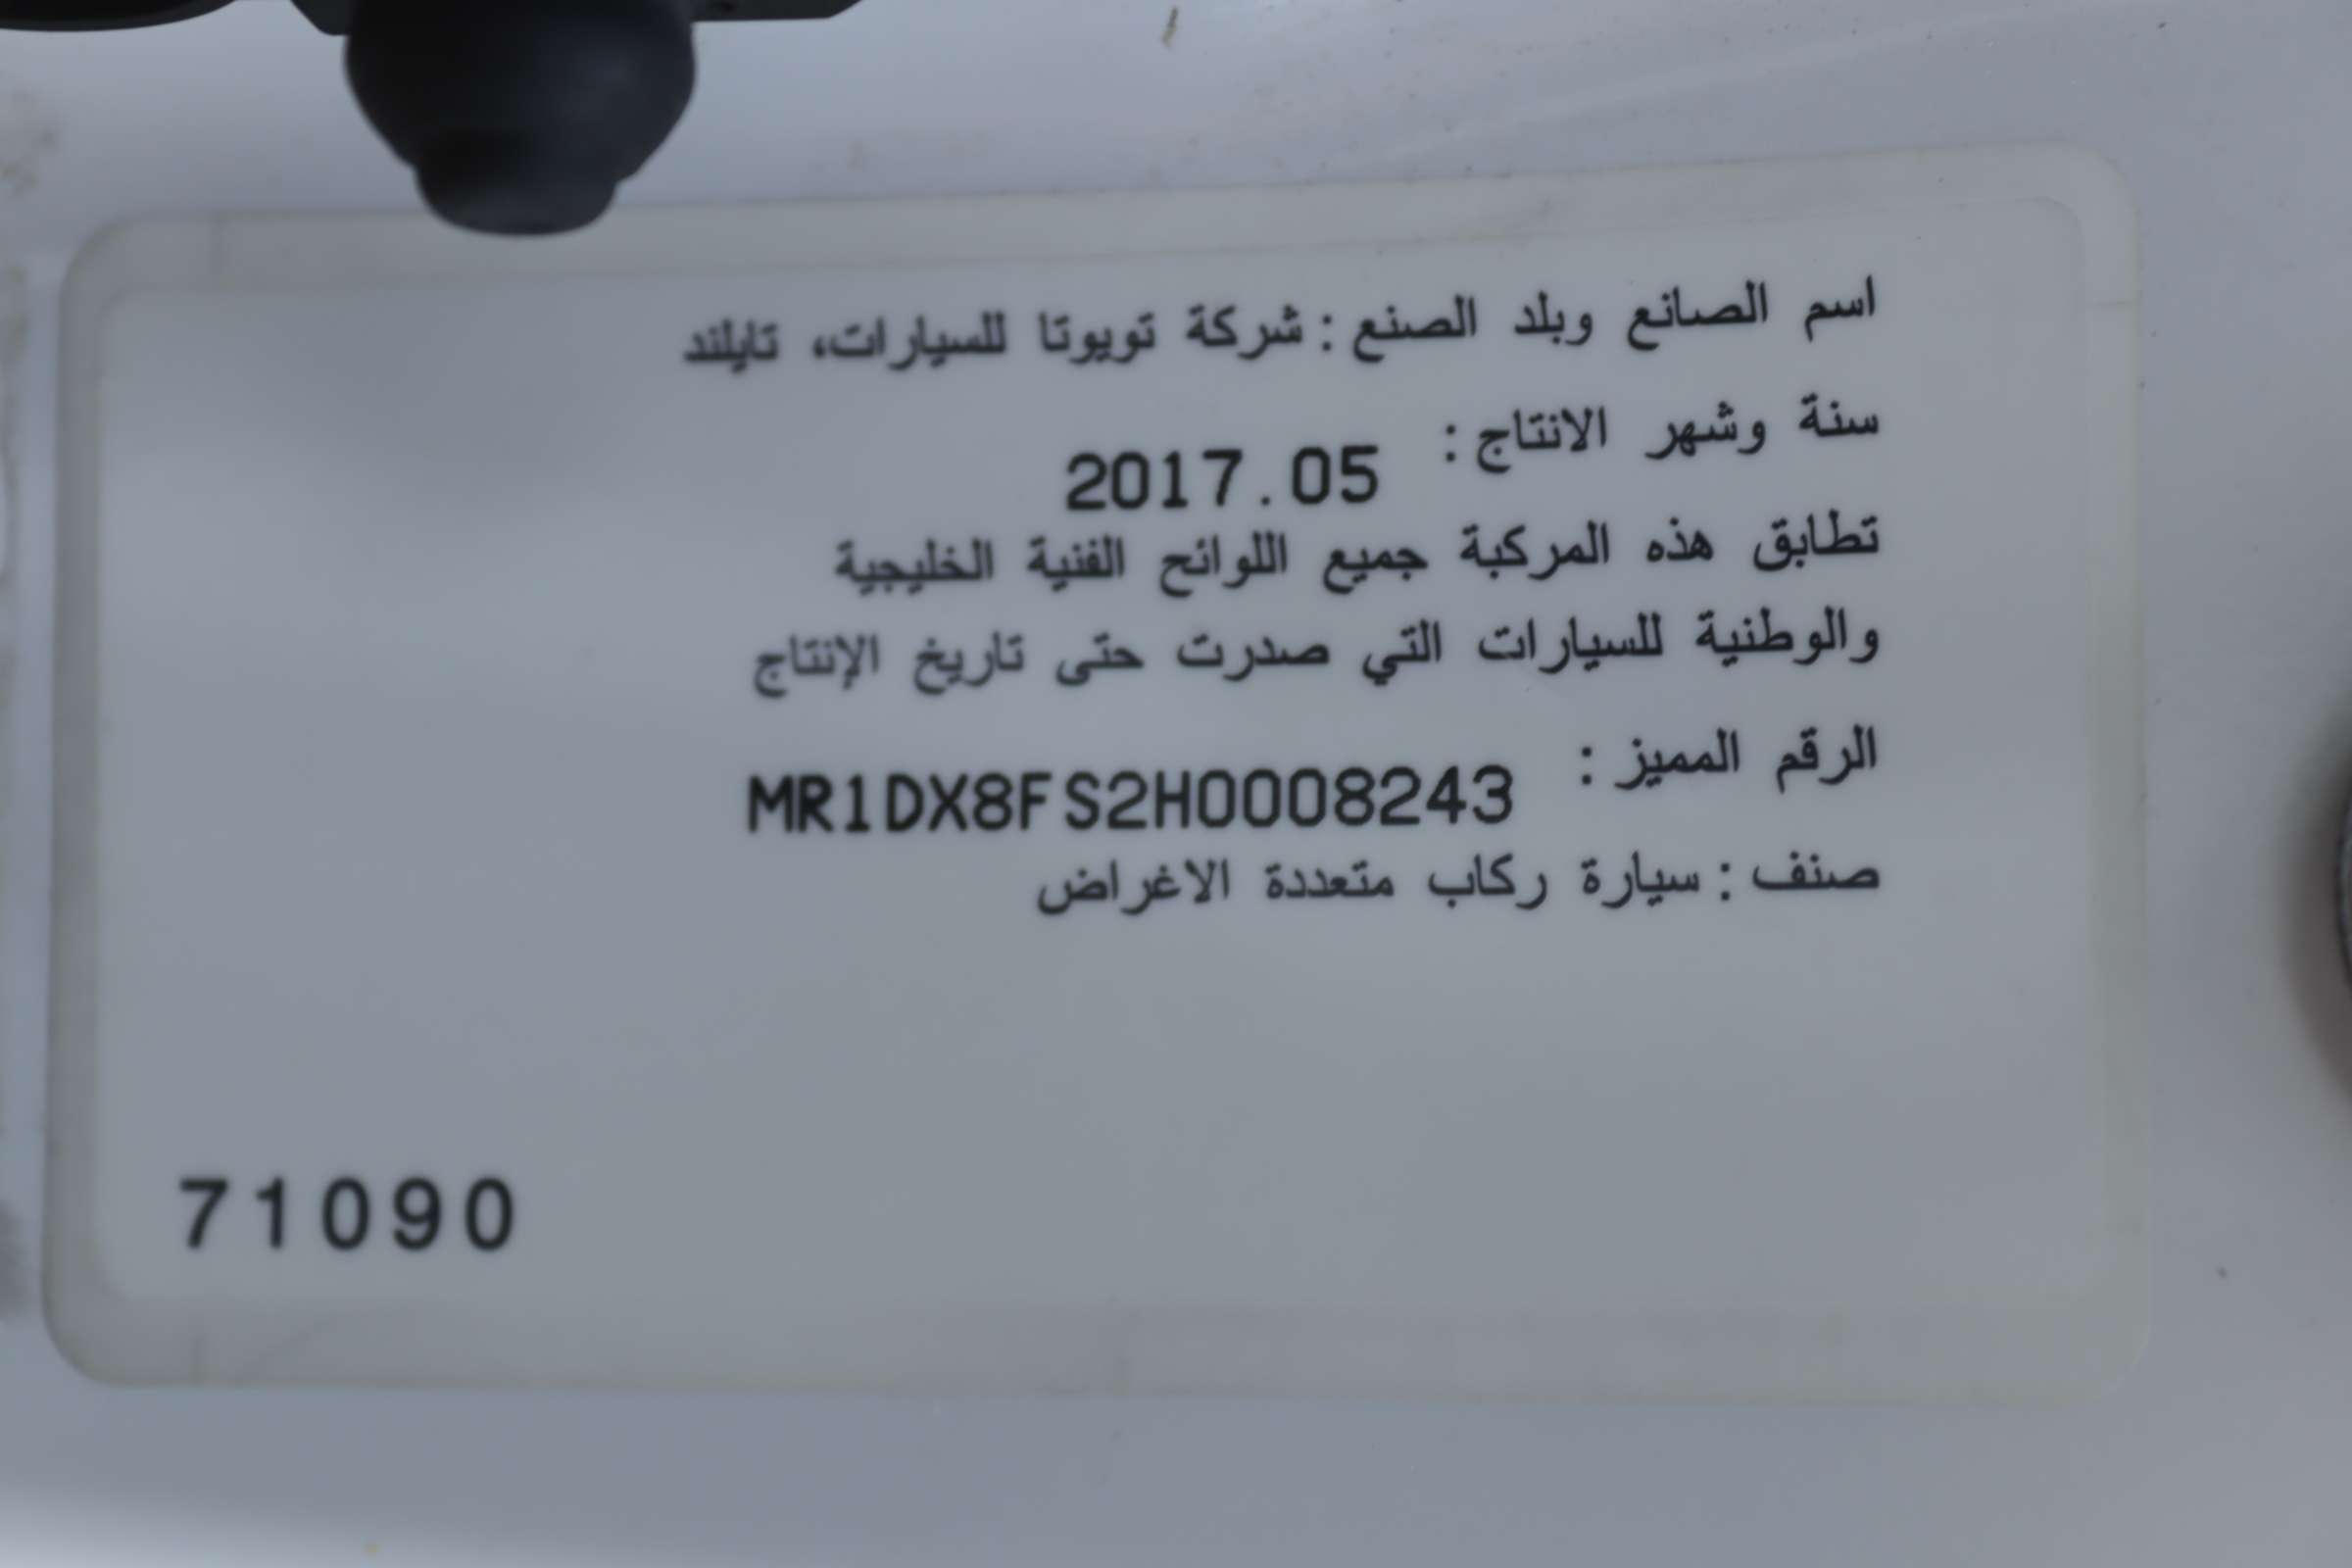 اسم الصانع وبلد الصنع : شركة تويوتا للسيارات، تايلند
سنة وشهر الانتاج : 2017.05
تطابق هذه المركبة جميع اللوائح الفنية الخليجية
والوطنية للسيارات التي صدرت حتى تاريخ الإنتاج
الرقم المميز : MR1DX8FS2H0008243
صنف : سيارة ركاب متعددة الاغراض
71090